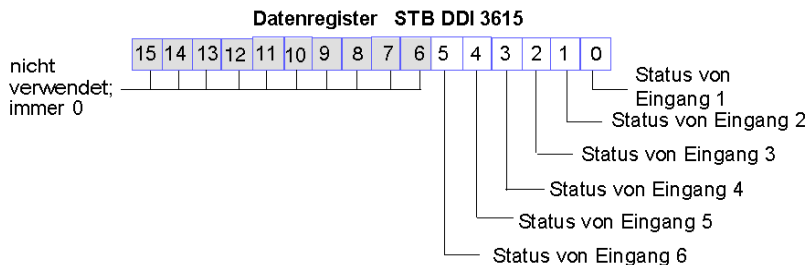 Datenregister STB DDI 3615
15 14 13 12 11 10 9 8 7 6 5 4 3 2 1 0
nicht
verwendet;
immer 0
Status von
Eingang 1
Status von Eingang 2
Status von Eingang 3
Status von Eingang 4
Status von Eingang 5
Status von Eingang 6